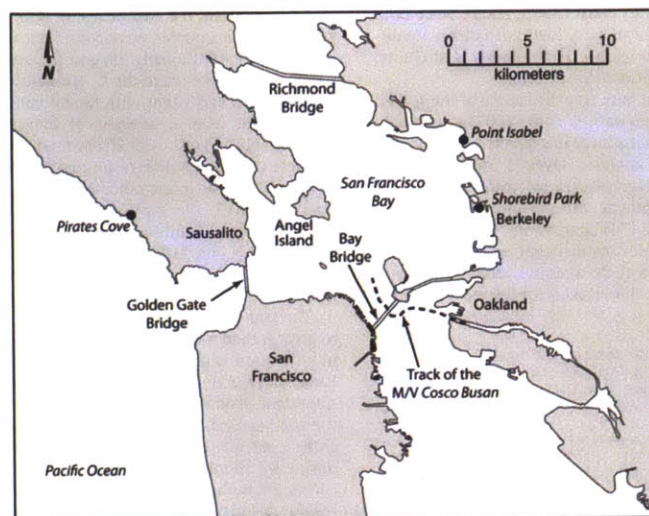 N
0 5 10
kilometers
Richmond
Bridge
Point Isabel
San Francisco
Bay
Shorebird Park
Berkeley
Pirates Cove
Sausalito
Angel
Island
Bay
Bridge
Golden Gate
Bridge
Oakland
San
Francisco
Track of the
M/V Cosco Busan
Pacific Ocean